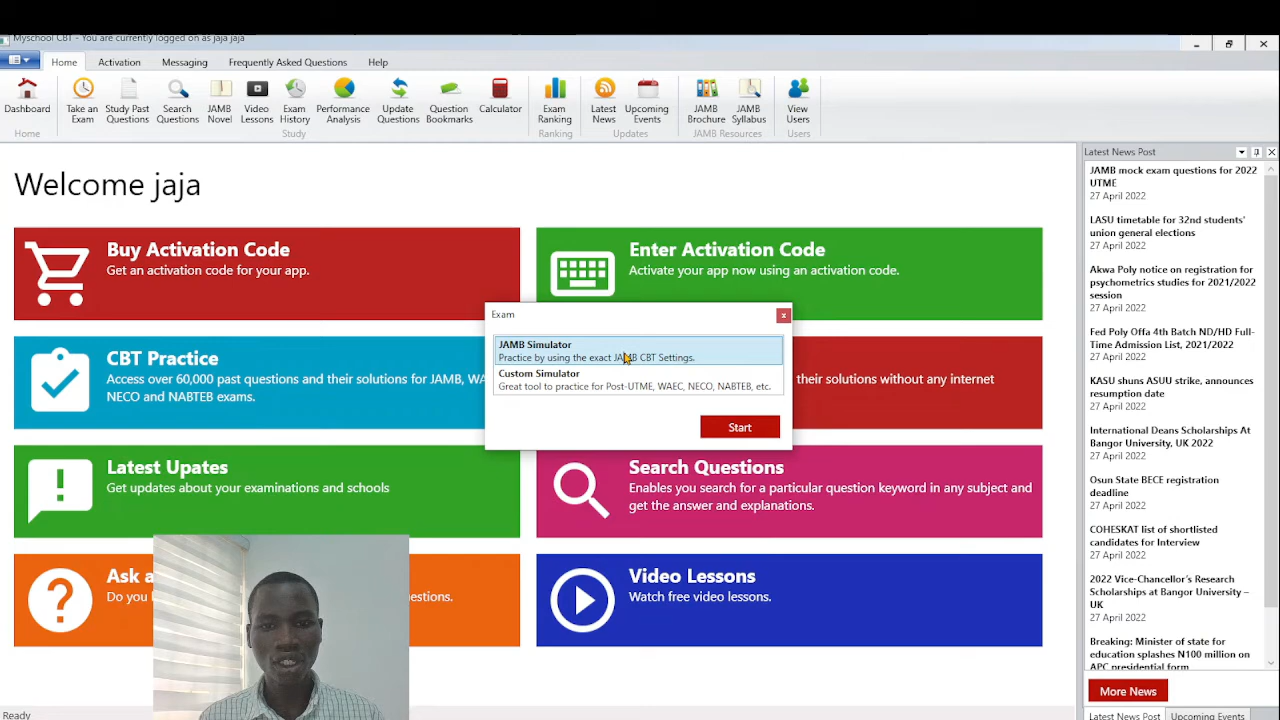 Myschool CBT - You are currently logged on as jaja jaja
Home
Activation
Messaging
Frequently Asked Questions
Help
Dashboard
Take an
Exam
Study Past
Questions
Search
Questions
JAMB
Novel
Video
Lessons
Exam
History
Performance
Analysis
Update
Questions
Question
Bookmarks
Calculator
Exam
Ranking
Latest
News
Upcoming
Events
JAMB
Brochure
JAMB
Syllabus
View
Users
Home
Study
Ranking
Updates
JAMB Resources
Users
Welcome jaja
Buy Activation Code
Get an activation code for your app.
Enter Activation Code
Activate your app now using an activation code.
Exam
JAMB Simulator
Practice by using the exact JAMB CBT Settings.
Custom Simulator
Great tool to practice for Post-UTME, WAEC, NECO, NABTEB, etc.
Start
CBT Practice
Access over 60,000 past questions and their solutions for JAMB, WA
NECO and NABTEB exams.
their solutions without any internet
Latest Upates
Get updates about your examinations and schools
Search Questions
Enables you search for a particular question keyword in any subject and
get the answer and explanations.
Ask a
Do you
estions.
Video Lessons
Watch free video lessons.
Latest News Post
JAMB mock exam questions for 2022
UTME
27 April 2022
LASU timetable for 32nd students'
union general elections
27 April 2022
Akwa Poly notice on registration for
psychometrics studies for 2021/2022
session
27 April 2022
Fed Poly Offa 4th Batch ND/HD Full-
Time Admission List, 2021/2022
27 April 2022
KASU shuns ASUU strike, announces
resumption date
27 April 2022
International Deans Scholarships At
Bangor University, UK 2022
27 April 2022
Osun State BECE registration
deadline
27 April 2022
COHESKAT list of shortlisted
candidates for Interview
27 April 2022
2022 Vice-Chancellor's Research
Scholarships at Bangor University –
UK
27 April 2022
Breaking: Minister of state for
education splashes N100 million on
APC presidential form
More News
Latest News Post
Upcoming Events
Ready